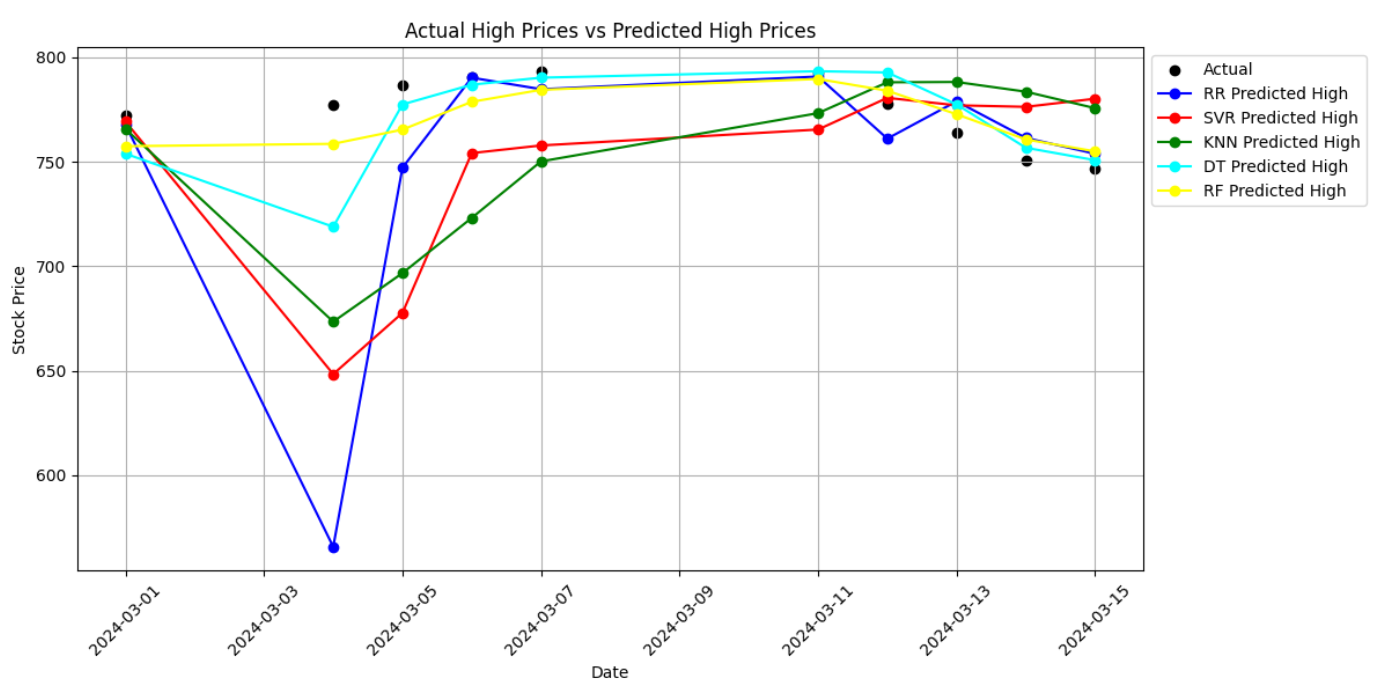 Actual High Prices vs Predicted High Prices
800
750
700
650
600
Stock Price
2024-03-01
2024-03-03
2024-03-05
2024-03-07
2024-03-09
2024-03-11
2024-03-13
2024-03-15
Date
Actual
RR Predicted High
SVR Predicted High
KNN Predicted High
DT Predicted High
RF Predicted High